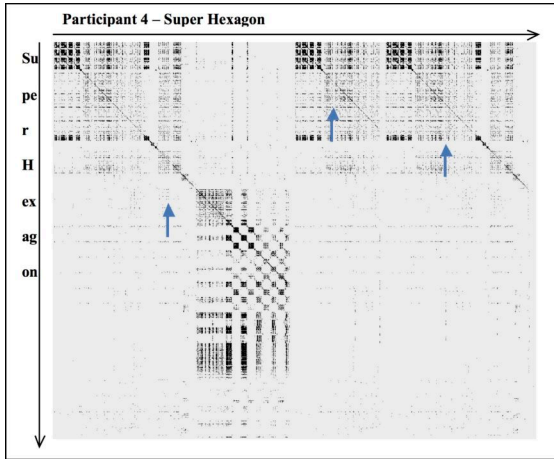 Participant 4 – Super Hexagon
Su
pe
r
H
ex
ag
on